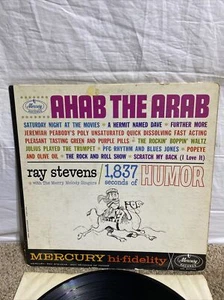 Mercury
AHAB THE ARAB
SATURDAY NIGHT AT THE MOVIES • A HERMIT NAMED DAVE • FURTHER MORE
JEREMIAH PEABODY'S POLY UNSATURATED QUICK DISSOLVING FAST ACTING
PLEASANT TASTING GREEN AND PURPLE PILLS • THE ROCKIN' BOPPIN' WALTZ
JULIUS PLAYED THE TRUMPET • PFC RHYTHM AND BLUES JONES • POPEYE
AND OLIVE OIL • THE ROCK AND ROLL SHOW • SCRATCH MY BACK (I Love It)
ray stevens
with the Merry Melody Singers
1,837
seconds of
HUMOR
MERCURY hi-fidelity
Mercury